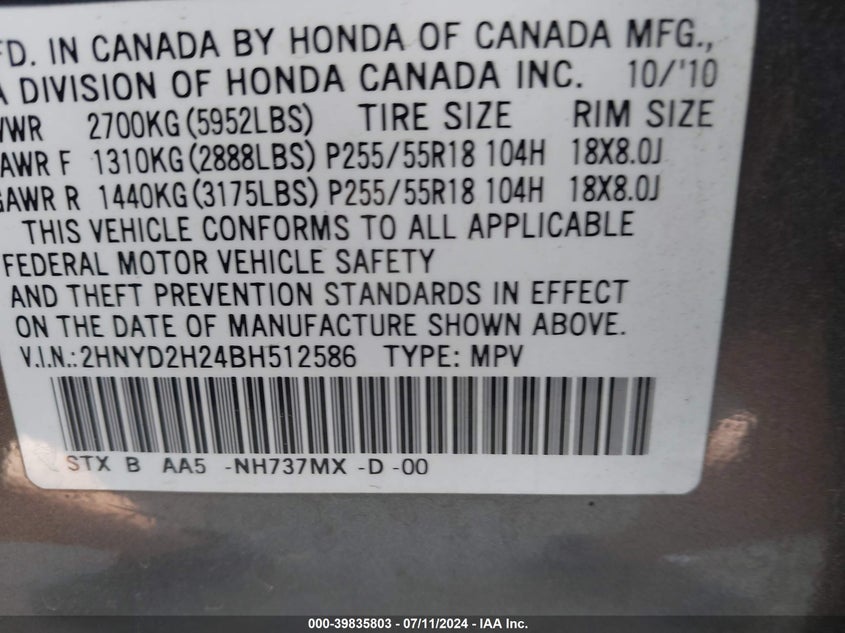 FD. IN CANADA BY HONDA OF CANADA MFG.,
A DIVISION OF HONDA CANADA INC. 10/'10
VWR 2700KG(5952LBS) TIRE SIZE RIM SIZE
AWR F 1310KG(2888LBS) P255/55R18 104H 18X8.0J
GAWR R 1440KG(3175LBS) P255/55R18 104H 18X8.0J
THIS VEHICLE CONFORMS TO ALL APPLICABLE
FEDERAL MOTOR VEHICLE SAFETY
AND THEFT PREVENTION STANDARDS IN EFFECT
ON THE DATE OF MANUFACTURE SHOWN ABOVE.
V.I.N.:2HNYD2H24BH512586 TYPE: MPV
STX B AA5 -NH737MX -D -00
000-39835803 - 07/11/2024 - IAA Inc.